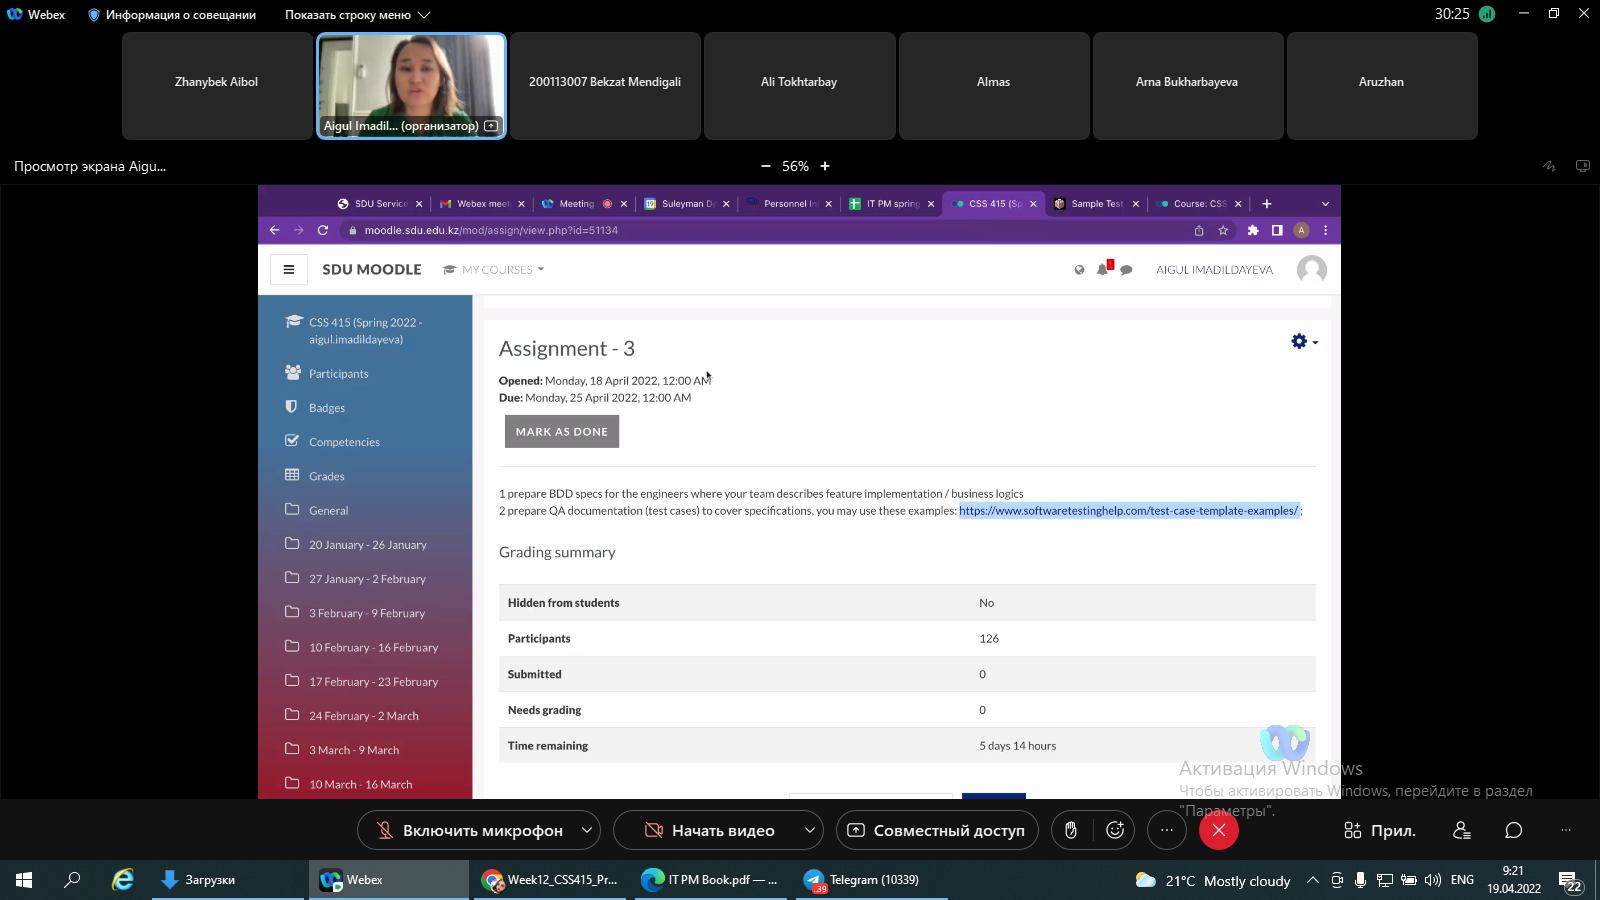 Webex
Информация о совещании
Показать строку меню
30:25
Zhanybek Aibol
Aigul Imadil... (организатор)
200113007 Bekzat Mendigali
Ali Tokhtarbay
Almas
Arna Bukharbayeva
Aruzhan
Просмотр экрана Aigu...
56%
SDU Service
Webex meet
Meeting
Suleyman De
Personnel In
IT PM spring
CSS 415 (Sp
Sample Test
Course: CSS
moodle.sdu.edu.kz/mod/assign/view.php?id=51134
A
SDU MOODLE
MY COURSES
AIGUL IMADILDAYEVA
CSS 415 (Spring 2022 -
aigul.imadildayeva)
Participants
Badges
Competencies
Grades
General
20 January - 26 January
27 January - 2 February
3 February - 9 February
10 February - 16 February
17 February - 23 February
24 February - 2 March
3 March - 9 March
10 March - 16 March
Assignment - 3
Opened: Monday, 18 April 2022, 12:00 AM
Due: Monday, 25 April 2022, 12:00 AM
MARK AS DONE
1 prepare BDD specs for the engineers where your team describes feature implementation / business logics
2 prepare QA documentation (test cases) to cover specifications, you may use these examples: https://www.softwaretestinghelp.com/test-case-template-examples/ ;
Grading summary
Hidden from students No
Participants 126
Submitted 0
Needs grading 0
Time remaining 5 days 14 hours
Активация Windows
Чтобы активировать Windows, перейдите в раздел
"Параметры".
Включить микрофон
Начать видео
Совместный доступ
Прил.
Загрузки
Webex
Week12_CSS415_Pr...
IT PM Book.pdf — ...
39
Telegram (10339)
21°C Mostly cloudy
ENG
9:21
19.04.2022
22